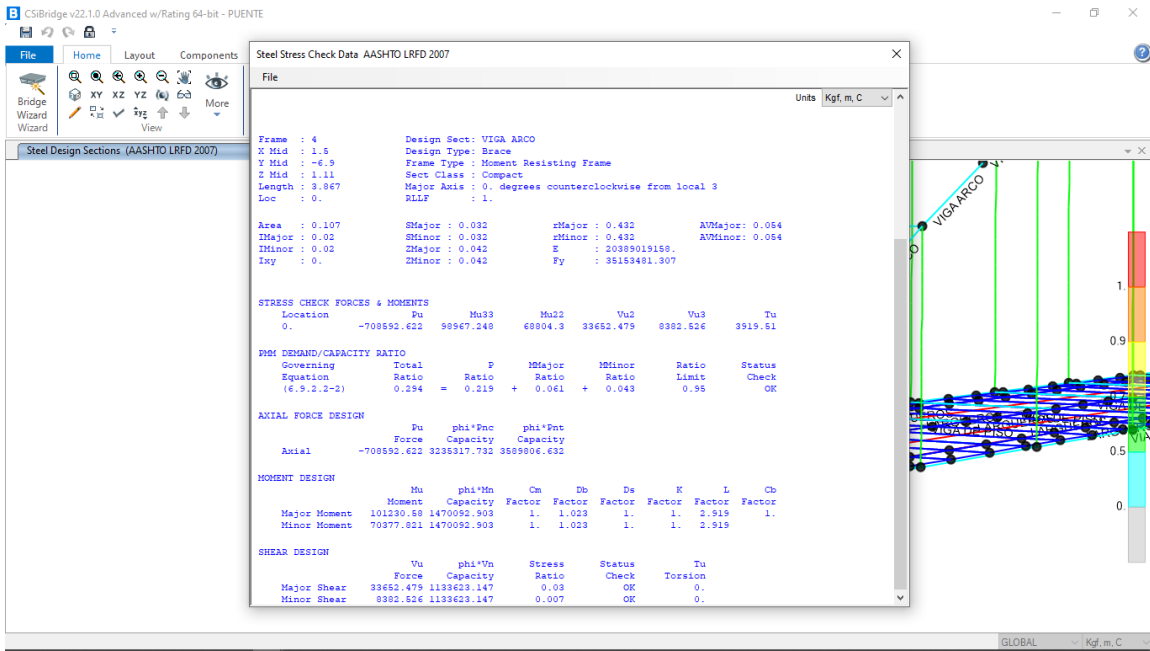 CSiBridge v22.1.0 Advanced w/Rating 64-bit - PUENTE
File Home Layout Components
Bridge Wizard
XY XZ YZ
More
Wizard View
Steel Design Sections (AASHTO LRFD 2007)
Steel Stress Check Data AASHTO LRFD 2007
File
Units Kgf, m, C
Frame : 4 Design Sect: VIGA ARCO
X Mid : 1.5 Design Type: Brace
Y Mid : -6.9 Frame Type : Moment Resisting Frame
Z Mid : 1.11 Sect Class : Compact
Length : 3.867 Major Axis : 0. degrees counterclockwise from local 3
Loc : 0. RLLF : 1.
Area : 0.107 SMajor : 0.032 rMajor : 0.432 AVMajor: 0.054
IMajor : 0.02 SMinor : 0.032 rMinor : 0.432 AVMinor: 0.054
IMinor : 0.02 ZMajor : 0.042 E : 20389019158.
Ixy : 0. ZMinor : 0.042 Fy : 35153481.307
STRESS CHECK FORCES & MOMENTS
Location Pu Mu33 Mu22 Vu2 Vu3 Tu
0. -708592.622 98967.248 68804.3 33652.479 8382.526 3919.51
PMM DEMAND/CAPACITY RATIO
Governing Total P MMajor MMinor Ratio Status
Equation Ratio Ratio Ratio Ratio Limit Check
(6.9.2.2-2) 0.294 = 0.219 + 0.061 + 0.043 0.95 OK
AXIAL FORCE DESIGN
Pu phi*Pnc phi*Pnt
Force Capacity Capacity
Axial -708592.622 3235317.732 3589806.632
MOMENT DESIGN
Mu phi*Mn Cm Db Ds K L Cb
Moment Capacity Factor Factor Factor Factor Factor Factor
Major Moment 101230.58 1470092.903 1. 1.023 1. 1. 2.919 1.
Minor Moment 70377.821 1470092.903 1. 1.023 1. 1. 2.919
SHEAR DESIGN
Vu phi*Vn Stress Status Tu
Force Capacity Ratio Check Torsion
Major Shear 33652.479 1133623.147 0.03 OK 0.
Minor Shear 8382.526 1133623.147 0.007 OK 0.
VIGA ARCO
1.
0.9
0.5
0.
GLOBAL Kgf, m, C